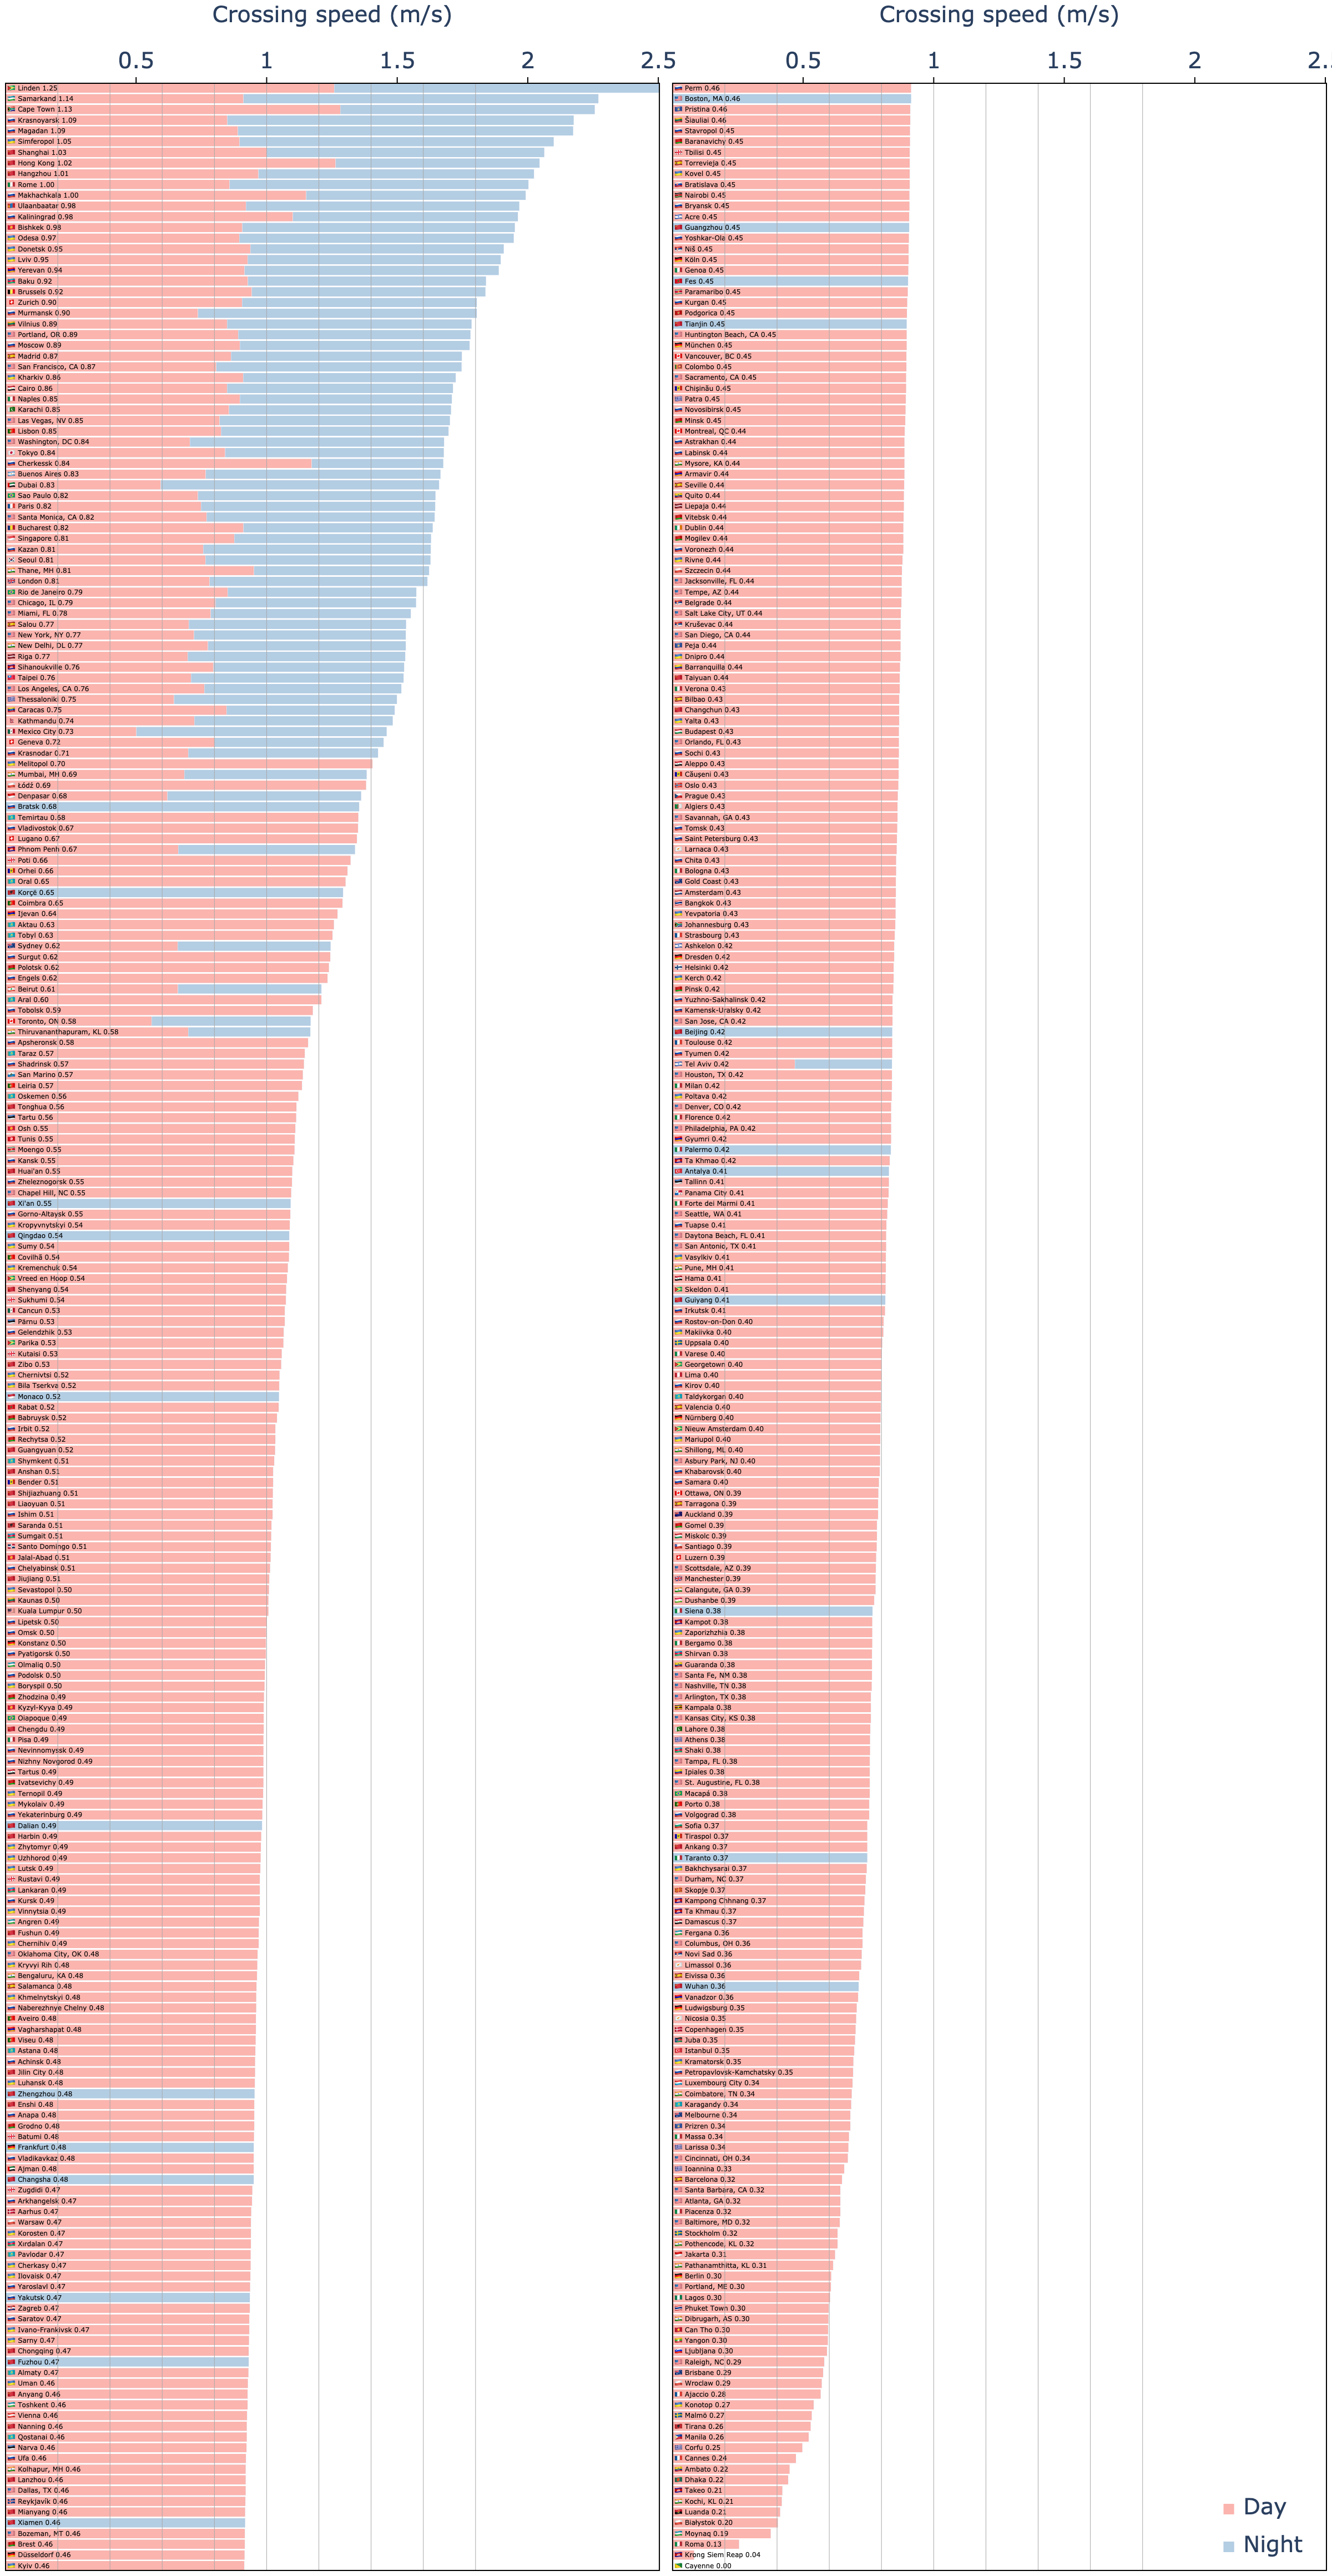 Crossing speed (m/s)
0.5 1 1.5 2 2.5
Linden 1.25
Samarkand 1.14
Cape Town 1.13
Krasnoyarsk 1.09
Magadan 1.09
Simferopol 1.05
Shanghai 1.03
Hong Kong 1.02
Hangzhou 1.01
Rome 1.00
Makhachkala 1.00
Ulaanbaatar 0.98
Kaliningrad 0.98
Bishkek 0.98
Odesa 0.97
Donetsk 0.95
Lviv 0.95
Yerevan 0.94
Baku 0.92
Brussels 0.92
Zurich 0.90
Murmansk 0.90
Vilnius 0.89
Portland, OR 0.89
Moscow 0.89
Madrid 0.87
San Francisco, CA 0.87
Kharkiv 0.86
Cairo 0.86
Naples 0.85
Karachi 0.85
Las Vegas, NV 0.85
Lisbon 0.85
Washington, DC 0.84
Tokyo 0.84
Cherkessk 0.84
Buenos Aires 0.83
Dubai 0.83
Sao Paulo 0.82
Paris 0.82
Santa Monica, CA 0.82
Bucharest 0.82
Singapore 0.81
Kazan 0.81
Seoul 0.81
Thane, MH 0.81
London 0.81
Rio de Janeiro 0.79
Chicago, IL 0.79
Miami, FL 0.78
Salou 0.77
New York, NY 0.77
New Delhi, DL 0.77
Riga 0.77
Sihanoukville 0.76
Taipei 0.76
Los Angeles, CA 0.76
Thessaloniki 0.75
Caracas 0.75
Kathmandu 0.74
Mexico City 0.73
Geneva 0.72
Krasnodar 0.71
Melitopol 0.70
Mumbai, MH 0.69
Łódź 0.69
Denpasar 0.68
Bratsk 0.68
Temirtau 0.68
Vladivostok 0.67
Lugano 0.67
Phnom Penh 0.67
Poti 0.66
Orhei 0.66
Oral 0.65
Korçë 0.65
Coimbra 0.65
Ijevan 0.64
Aktau 0.63
Tobyl 0.63
Sydney 0.62
Surgut 0.62
Polotsk 0.62
Engels 0.62
Beirut 0.61
Aral 0.60
Tobolsk 0.59
Toronto, ON 0.58
Thiruvananthapuram, KL 0.58
Apsheronsk 0.58
Taraz 0.57
Shadrinsk 0.57
San Marino 0.57
Leiria 0.57
Oskemen 0.56
Tonghua 0.56
Tartu 0.56
Osh 0.55
Tunis 0.55
Moengo 0.55
Kansk 0.55
Huai'an 0.55
Zheleznogorsk 0.55
Chapel Hill, NC 0.55
Xi'an 0.55
Gorno-Altaysk 0.55
Kropyvnytskyi 0.54
Qingdao 0.54
Sumy 0.54
Covilhã 0.54
Kremenchuk 0.54
Vreed en Hoop 0.54
Shenyang 0.54
Sukhumi 0.54
Cancun 0.53
Pärnu 0.53
Gelendzhik 0.53
Parika 0.53
Kutaisi 0.53
Zibo 0.53
Chernivtsi 0.52
Bila Tserkva 0.52
Monaco 0.52
Rabat 0.52
Babruysk 0.52
Irbit 0.52
Rechytsa 0.52
Guangyuan 0.52
Shymkent 0.51
Anshan 0.51
Bender 0.51
Shijiazhuang 0.51
Liaoyuan 0.51
Ishim 0.51
Saranda 0.51
Sumgait 0.51
Santo Domingo 0.51
Jalal-Abad 0.51
Chelyabinsk 0.51
Jiujiang 0.51
Sevastopol 0.50
Kaunas 0.50
Kuala Lumpur 0.50
Lipetsk 0.50
Omsk 0.50
Konstanz 0.50
Pyatigorsk 0.50
Olmaliq 0.50
Podolsk 0.50
Boryspil 0.50
Zhodzina 0.49
Kyzyl-Kyya 0.49
Oiapoque 0.49
Chengdu 0.49
Pisa 0.49
Nevinnomyssk 0.49
Nizhny Novgorod 0.49
Tartus 0.49
Ivatsevichy 0.49
Ternopil 0.49
Mykolaiv 0.49
Yekaterinburg 0.49
Dalian 0.49
Harbin 0.49
Zhytomyr 0.49
Uzhhorod 0.49
Lutsk 0.49
Rustavi 0.49
Lankaran 0.49
Kursk 0.49
Vinnytsia 0.49
Angren 0.49
Fushun 0.49
Chernihiv 0.49
Oklahoma City, OK 0.48
Kryvyi Rih 0.48
Bengaluru, KA 0.48
Salamanca 0.48
Khmelnytskyi 0.48
Naberezhnye Chelny 0.48
Aveiro 0.48
Vagharshapat 0.48
Viseu 0.48
Astana 0.48
Achinsk 0.48
Jilin City 0.48
Luhansk 0.48
Zhengzhou 0.48
Enshi 0.48
Anapa 0.48
Grodno 0.48
Batumi 0.48
Frankfurt 0.48
Vladikavkaz 0.48
Ajman 0.48
Changsha 0.48
Zugdidi 0.47
Arkhangelsk 0.47
Aarhus 0.47
Warsaw 0.47
Korosten 0.47
Xırdalan 0.47
Pavlodar 0.47
Cherkasy 0.47
Ilovaisk 0.47
Yaroslavl 0.47
Yakutsk 0.47
Zagreb 0.47
Saratov 0.47
Ivano-Frankivsk 0.47
Sarny 0.47
Chongqing 0.47
Fuzhou 0.47
Almaty 0.47
Uman 0.46
Anyang 0.46
Toshkent 0.46
Vienna 0.46
Nanning 0.46
Qostanai 0.46
Narva 0.46
Ufa 0.46
Kolhapur, MH 0.46
Lanzhou 0.46
Dallas, TX 0.46
Reykjavík 0.46
Mianyang 0.46
Xiamen 0.46
Bozeman, MT 0.46
Brest 0.46
Düsseldorf 0.46
Kyiv 0.46
Crossing speed (m/s)
0.5 1 1.5 2 2.
Perm 0.46
Boston, MA 0.46
Pristina 0.46
Šiauliai 0.46
Stavropol 0.45
Baranavichy 0.45
Tbilisi 0.45
Torrevieja 0.45
Kovel 0.45
Bratislava 0.45
Nairobi 0.45
Bryansk 0.45
Acre 0.45
Guangzhou 0.45
Yoshkar-Ola 0.45
Niš 0.45
Köln 0.45
Genoa 0.45
Fes 0.45
Paramaribo 0.45
Kurgan 0.45
Podgorica 0.45
Tianjin 0.45
Huntington Beach, CA 0.45
München 0.45
Vancouver, BC 0.45
Colombo 0.45
Sacramento, CA 0.45
Chișinău 0.45
Patra 0.45
Novosibirsk 0.45
Minsk 0.45
Montreal, QC 0.44
Astrakhan 0.44
Labinsk 0.44
Mysore, KA 0.44
Armavir 0.44
Seville 0.44
Quito 0.44
Liepaja 0.44
Vitebsk 0.44
Dublin 0.44
Mogilev 0.44
Voronezh 0.44
Rivne 0.44
Szczecin 0.44
Jacksonville, FL 0.44
Tempe, AZ 0.44
Belgrade 0.44
Salt Lake City, UT 0.44
Kruševac 0.44
San Diego, CA 0.44
Peja 0.44
Dnipro 0.44
Barranquilla 0.44
Taiyuan 0.44
Verona 0.43
Bilbao 0.43
Changchun 0.43
Yalta 0.43
Budapest 0.43
Orlando, FL 0.43
Sochi 0.43
Aleppo 0.43
Căușeni 0.43
Oslo 0.43
Prague 0.43
Algiers 0.43
Savannah, GA 0.43
Tomsk 0.43
Saint Petersburg 0.43
Larnaca 0.43
Chita 0.43
Bologna 0.43
Gold Coast 0.43
Amsterdam 0.43
Bangkok 0.43
Yevpatoria 0.43
Johannesburg 0.43
Strasbourg 0.43
Ashkelon 0.42
Dresden 0.42
Helsinki 0.42
Kerch 0.42
Pinsk 0.42
Yuzhno-Sakhalinsk 0.42
Kamensk-Uralsky 0.42
San Jose, CA 0.42
Beijing 0.42
Toulouse 0.42
Tyumen 0.42
Tel Aviv 0.42
Houston, TX 0.42
Milan 0.42
Poltava 0.42
Denver, CO 0.42
Florence 0.42
Philadelphia, PA 0.42
Gyumri 0.42
Palermo 0.42
Ta Khmao 0.42
Antalya 0.41
Tallinn 0.41
Panama City 0.41
Forte dei Marmi 0.41
Seattle, WA 0.41
Tuapse 0.41
Daytona Beach, FL 0.41
San Antonio, TX 0.41
Vasylkiv 0.41
Pune, MH 0.41
Hama 0.41
Skeldon 0.41
Guiyang 0.41
Irkutsk 0.41
Rostov-on-Don 0.40
Makiivka 0.40
Uppsala 0.40
Varese 0.40
Georgetown 0.40
Lima 0.40
Kirov 0.40
Taldykorgan 0.40
Valencia 0.40
Nürnberg 0.40
Nieuw Amsterdam 0.40
Mariupol 0.40
Shillong, ML 0.40
Asbury Park, NJ 0.40
Khabarovsk 0.40
Samara 0.40
Ottawa, ON 0.39
Tarragona 0.39
Auckland 0.39
Gomel 0.39
Miskolc 0.39
Santiago 0.39
Luzern 0.39
Scottsdale, AZ 0.39
Manchester 0.39
Calangute, GA 0.39
Dushanbe 0.39
Siena 0.38
Kampot 0.38
Zaporizhzhia 0.38
Bergamo 0.38
Shirvan 0.38
Guaranda 0.38
Santa Fe, NM 0.38
Nashville, TN 0.38
Arlington, TX 0.38
Kampala 0.38
Kansas City, KS 0.38
Lahore 0.38
Athens 0.38
Shaki 0.38
Tampa, FL 0.38
Ipiales 0.38
St. Augustine, FL 0.38
Macapá 0.38
Porto 0.38
Volgograd 0.38
Sofia 0.37
Tiraspol 0.37
Ankang 0.37
Taranto 0.37
Bakhchysarai 0.37
Durham, NC 0.37
Skopje 0.37
Kampong Chhnang 0.37
Ta Khmau 0.37
Damascus 0.37
Fergana 0.36
Columbus, OH 0.36
Novi Sad 0.36
Limassol 0.36
Eivissa 0.36
Wuhan 0.36
Vanadzor 0.36
Ludwigsburg 0.35
Nicosia 0.35
Copenhagen 0.35
Juba 0.35
Istanbul 0.35
Kramatorsk 0.35
Petropavlovsk-Kamchatsky 0.35
Luxembourg City 0.34
Coimbatore, TN 0.34
Karagandy 0.34
Melbourne 0.34
Prizren 0.34
Massa 0.34
Larissa 0.34
Cincinnati, OH 0.34
Ioannina 0.33
Barcelona 0.32
Santa Barbara, CA 0.32
Atlanta, GA 0.32
Piacenza 0.32
Baltimore, MD 0.32
Stockholm 0.32
Pothencode, KL 0.32
Jakarta 0.31
Pathanamthitta, KL 0.31
Berlin 0.30
Portland, ME 0.30
Lagos 0.30
Phuket Town 0.30
Dibrugarh, AS 0.30
Can Tho 0.30
Yangon 0.30
Ljubljana 0.30
Raleigh, NC 0.29
Brisbane 0.29
Wroclaw 0.29
Ajaccio 0.28
Konotop 0.27
Malmö 0.27
Tirana 0.26
Manila 0.26
Corfu 0.25
Cannes 0.24
Ambato 0.22
Dhaka 0.22
Takeo 0.21
Kochi, KL 0.21
Luanda 0.21
Białystok 0.20
Moynaq 0.19
Roma 0.13
Krong Siem Reap 0.04
Cayenne 0.00
Day
Night